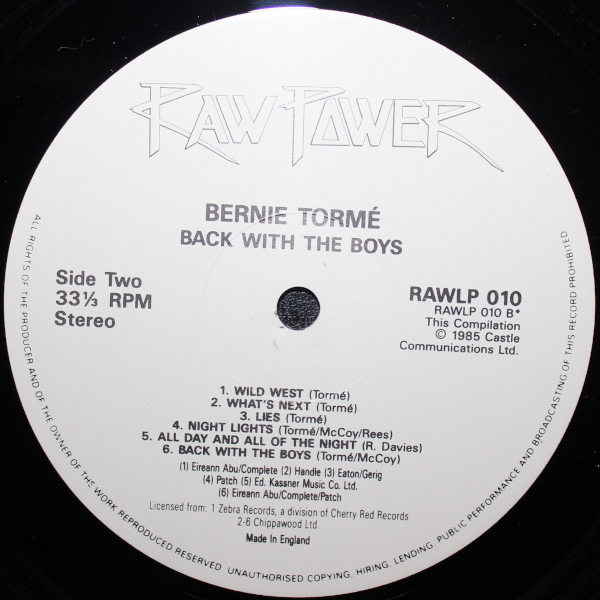 RAW POWER
BERNIE TORMÉ
BACK WITH THE BOYS
Side Two
33⅓ RPM
Stereo
RAWLP 010
RAWLP 010 B*
This Compilation
© 1985 Castle
Communications Ltd.
1. WILD WEST (Tormé)
2. WHAT'S NEXT (Tormé)
3. LIES (Tormé)
4. NIGHT LIGHTS (Tormé/McCoy/Rees)
5. ALL DAY AND ALL OF THE NIGHT (R. Davies)
6. BACK WITH THE BOYS (Tormé/McCoy)
(1) Eireann Abu/Complete (2) Handle (3) Eaton/Gerig
(4) Patch (5) Ed. Kassner Music Co. Ltd.
(6) Eireann Abu/Complete/Patch
Licensed from: 1 Zebra Records, a division of Cherry Red Records
2-6 Chippawood Ltd.
Made In England
ALL RIGHTS OF THE PRODUCER AND OF THE OWNER OF THE WORK REPRODUCED RESERVED. UNAUTHORISED COPYING, HIRING, LENDING, PUBLIC PERFORMANCE AND BROADCASTING OF THIS RECORD PROHIBITED